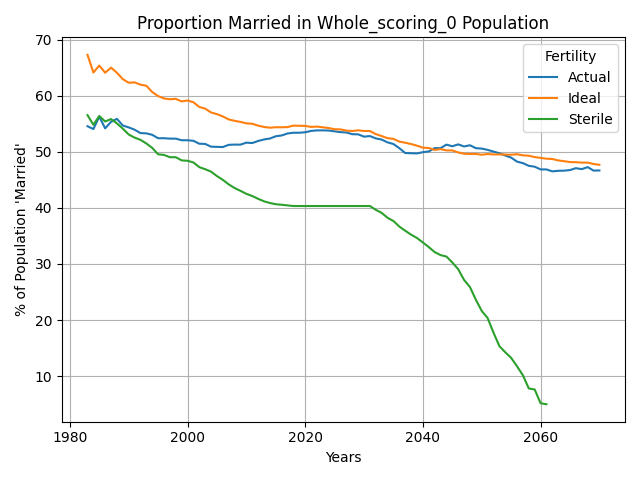 Proportion Married in Whole_scoring_0 Population
% of Population 'Married'
70
60
50
40
30
20
10
Fertility
Actual
Ideal
Sterile
1980
2000
2020
2040
2060
Years